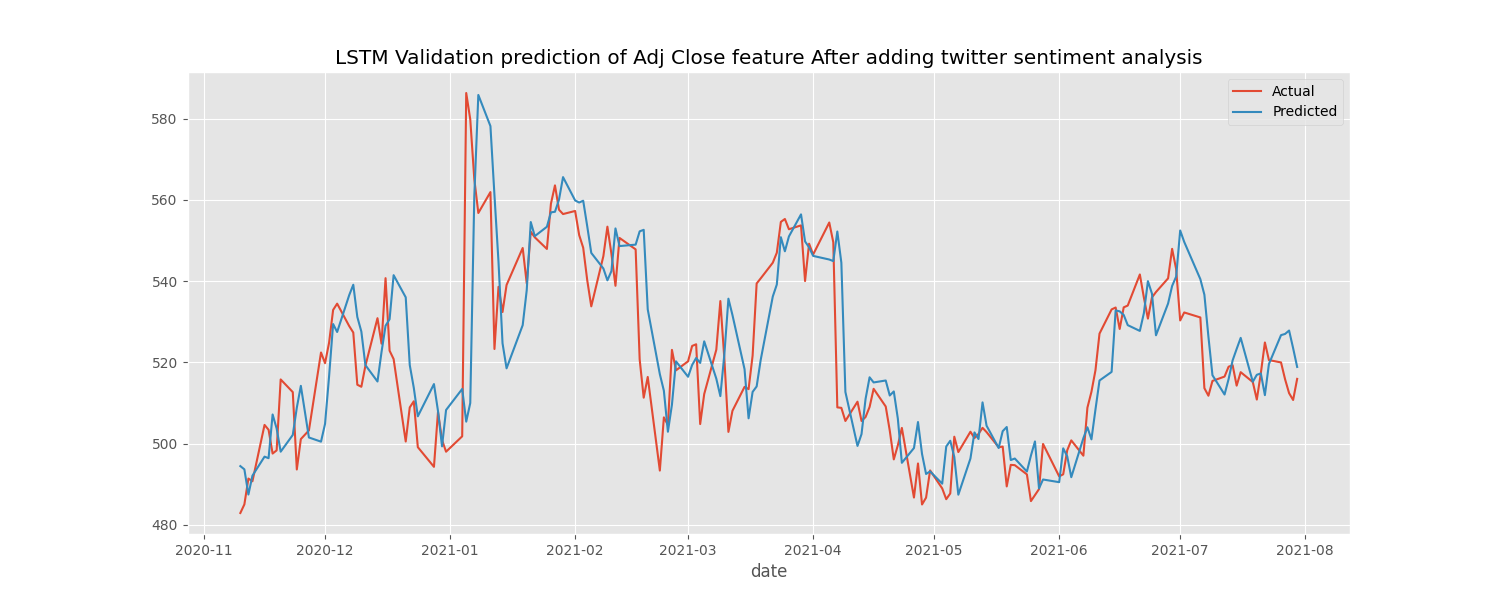 LSTM Validation prediction of Adj Close feature After adding twitter sentiment analysis
Actual
Predicted
580
560
540
520
500
480
2020-11 2020-12 2021-01 2021-02 2021-03 2021-04 2021-05 2021-06 2021-07 2021-08
date